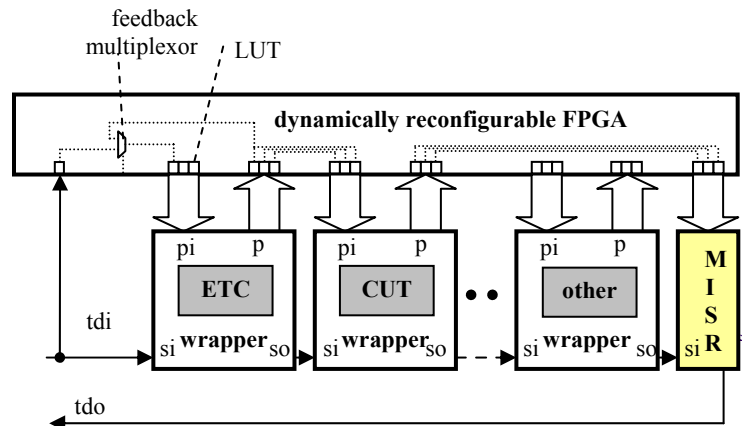 feedback
multiplexor
LUT
dynamically reconfigurable FPGA
pi
p
pi
p
pi
p
ETC
CUT
other
M
I
S
R
tdi
si
wrapper
so
si
wrapper
so
si
wrapper
so
si
tdo